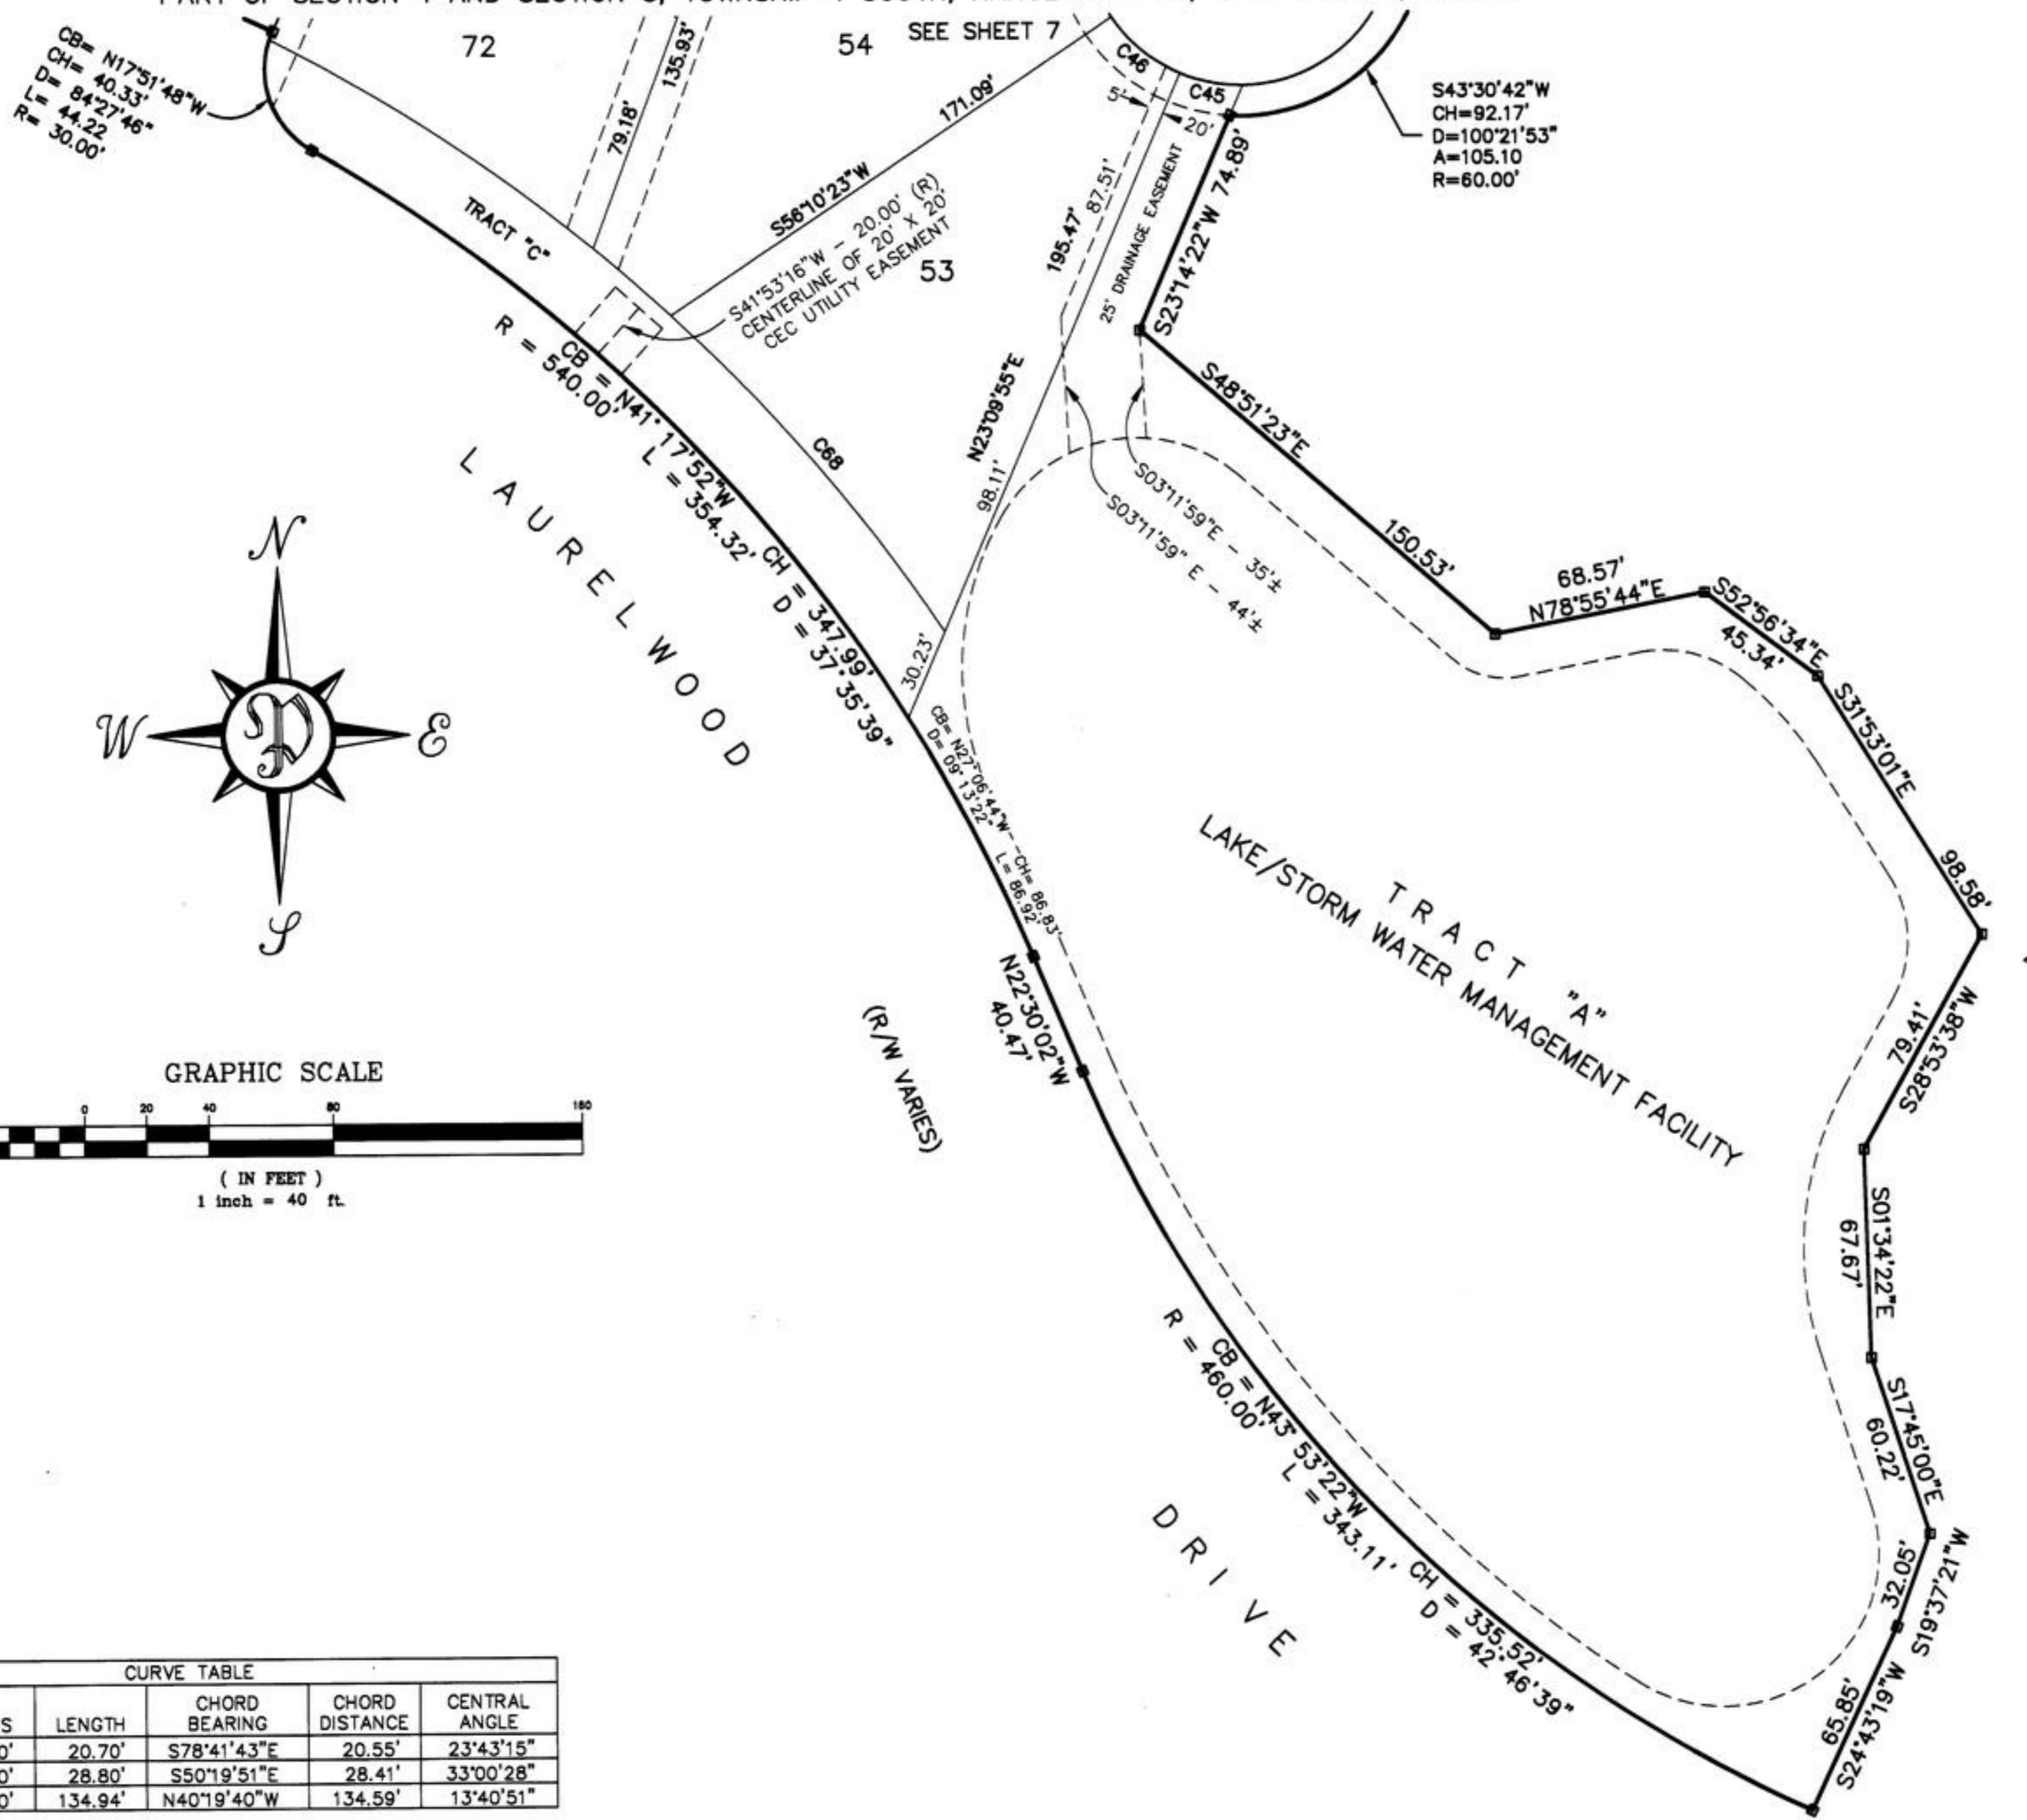 SEE SHEET 7
72
54
53
CB= N17°51'48"W
CH= 40.33'
D= 84°27'46"
L= 44.22
R= 30.00'
79.18'
135.93'
171.09'
S56°10'23"W
C46
C45
5'
20'
S43°30'42"W
CH=92.17'
D=100°21'53"
A=105.10
R=60.00'
TRACT "C"
S41°53'16"W - 20.00' (R)
CENTERLINE OF 20' X 20'
CEC UTILITY EASEMENT
195.47'
87.51'
25' DRAINAGE EASEMENT
S23°14'22"W 74.89'
N23°09'55"E
98.11'
30.23'
C68
CB = N41°17'52"W CH = 347.99'
R = 540.00' L = 354.32' D = 37°35'39"
S48°51'23"E
150.53'
S03°11'59"E - 35'±
S03°11'59" E - 44'±
68.57'
N78°55'44"E
S52°56'34"E
45.34'
S31°53'01"E
98.58'
79.41'
S28°53'38"W
S01°34'22"E
67.67'
S17°45'00"E
60.22'
32.05'
S19°37'21"W
65.85'
S24°43'19"W
LAURELWOOD
DRIVE
(R/W VARIES)
CB= N27°06'44"W CH= 86.83'
D= 09°13'22" L= 86.92'
N22°30'02"W
40.47'
TRACT "A"
LAKE/STORM WATER MANAGEMENT FACILITY
CB = N43°53'22"W CH = 335.52'
R = 460.00' L = 343.11' D = 42°46'39"
N
W
E
S
GRAPHIC SCALE
0 20 40 80 160
( IN FEET )
1 inch = 40 ft.
CURVE TABLE
S LENGTH CHORD BEARING CHORD DISTANCE CENTRAL ANGLE
0' 20.70' S78°41'43"E 20.55' 23°43'15"
0' 28.80' S50°19'51"E 28.41' 33°00'28"
0' 134.94' N40°19'40"W 134.59' 13°40'51"